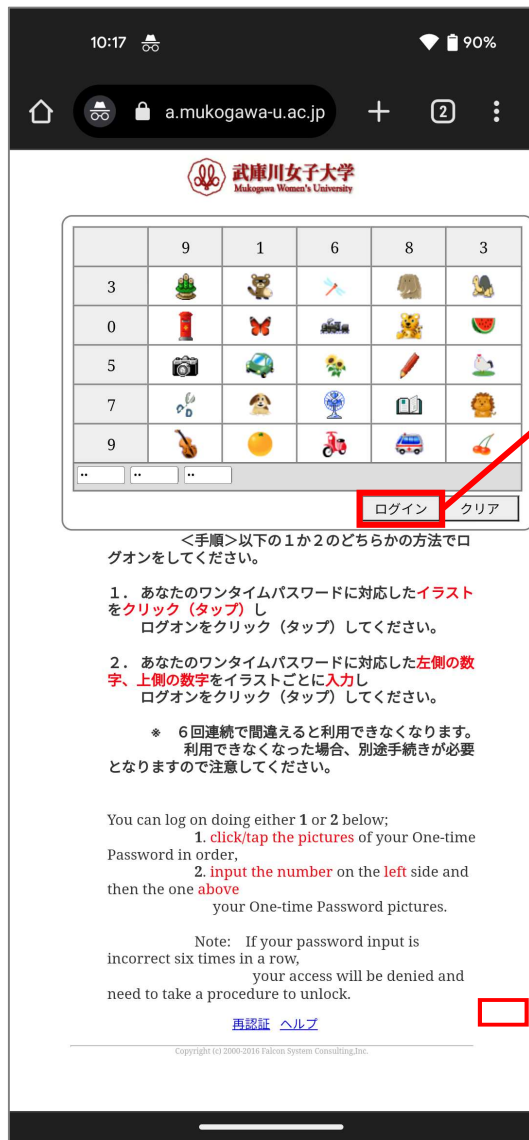 10:17
90%
a.mukogawa-u.ac.jp
2
武庫川女子大学
Mukogawa Women's University
9 1 6 8 3
3
0
5
7
9
ログイン クリア
<手順>以下の１か２のどちらかの方法でロ
グオンをしてください。
１． あなたのワンタイムパスワードに対応したイラスト
をクリック（タップ）し
ログオンをクリック（タップ）してください。
２． あなたのワンタイムパスワードに対応した左側の数
字、上側の数字をイラストごとに入力し
ログオンをクリック（タップ）してください。
※ ６回連続で間違えると利用できなくなります。
利用できなくなった場合、別途手続きが必要
となりますので注意してください。
You can log on doing either 1 or 2 below;
1. click/tap the pictures of your One-time
Password in order,
2. input the number on the left side and
then the one above
your One-time Password pictures.
Note: If your password input is
incorrect six times in a row,
your access will be denied and
need to take a procedure to unlock.
再認証 ヘルプ
Copyright (c) 2000-2016 Falcon System Consulting,Inc.